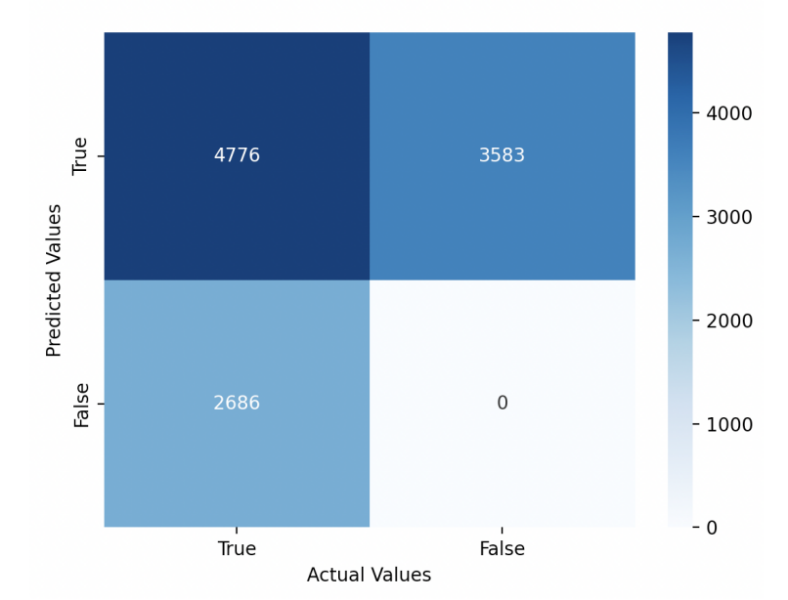 4000
True
4776
3583
3000
Predicted Values
2000
False
2686
0
1000
0
True
False
Actual Values